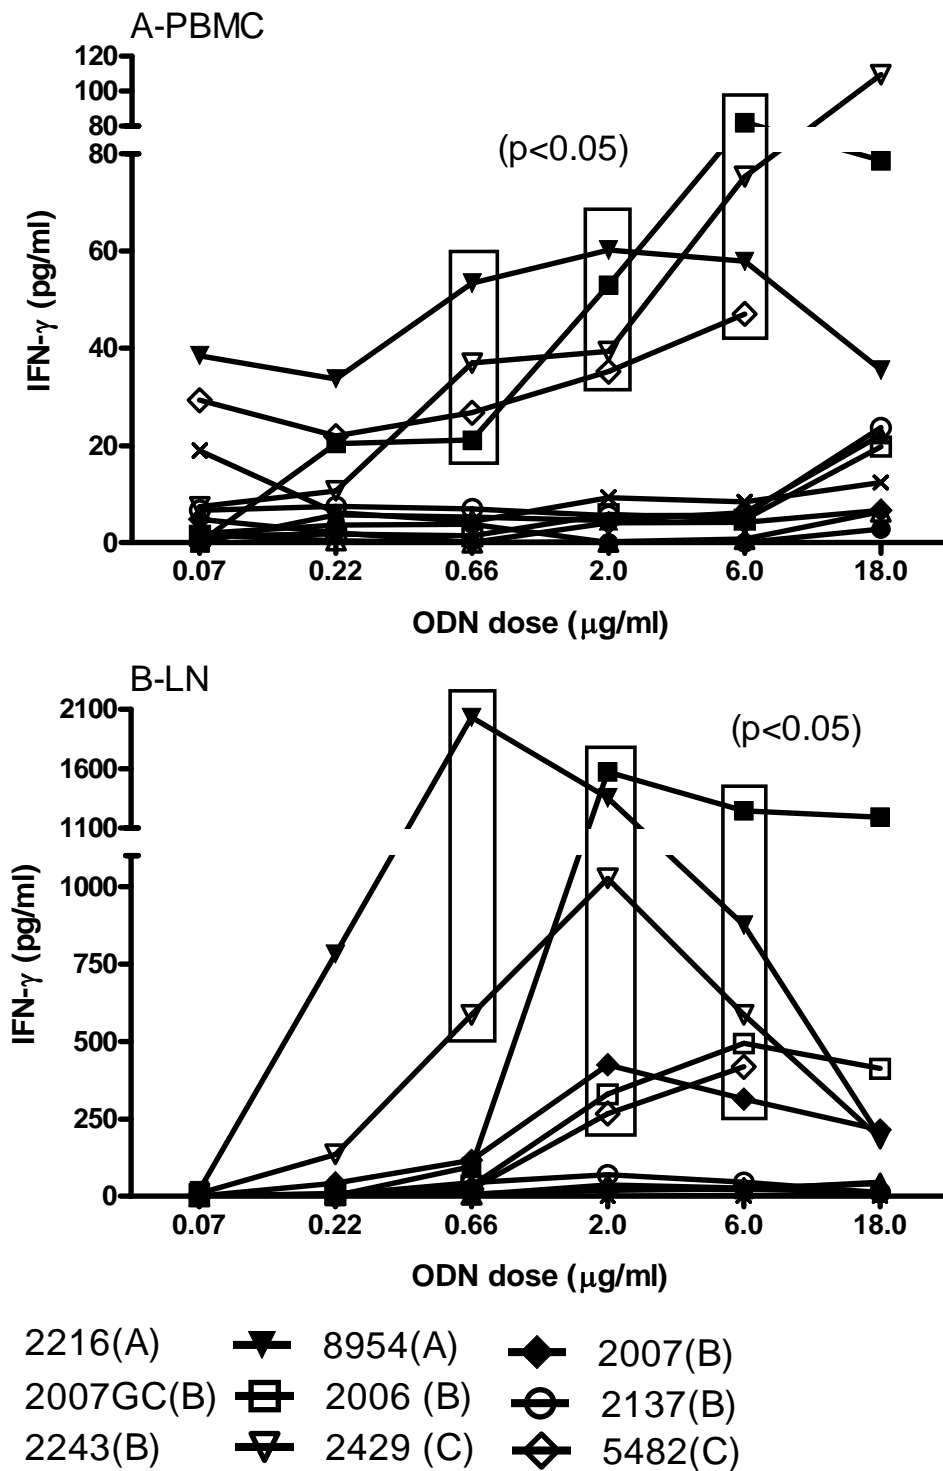 A-PBMC
120
100
80
80
60
40
20
0
IFN-γ (pg/ml)
(p<0.05)
0.07 0.22 0.66 2.0 6.0 18.0
ODN dose (μg/ml)
B-LN
2100
1600
1100
1000
750
500
250
0
IFN-γ (pg/ml)
(p<0.05)
0.07 0.22 0.66 2.0 6.0 18.0
ODN dose (μg/ml)
2216(A) 8954(A) 2007(B)
2007GC(B) 2006 (B) 2137(B)
2243(B) 2429 (C) 5482(C)